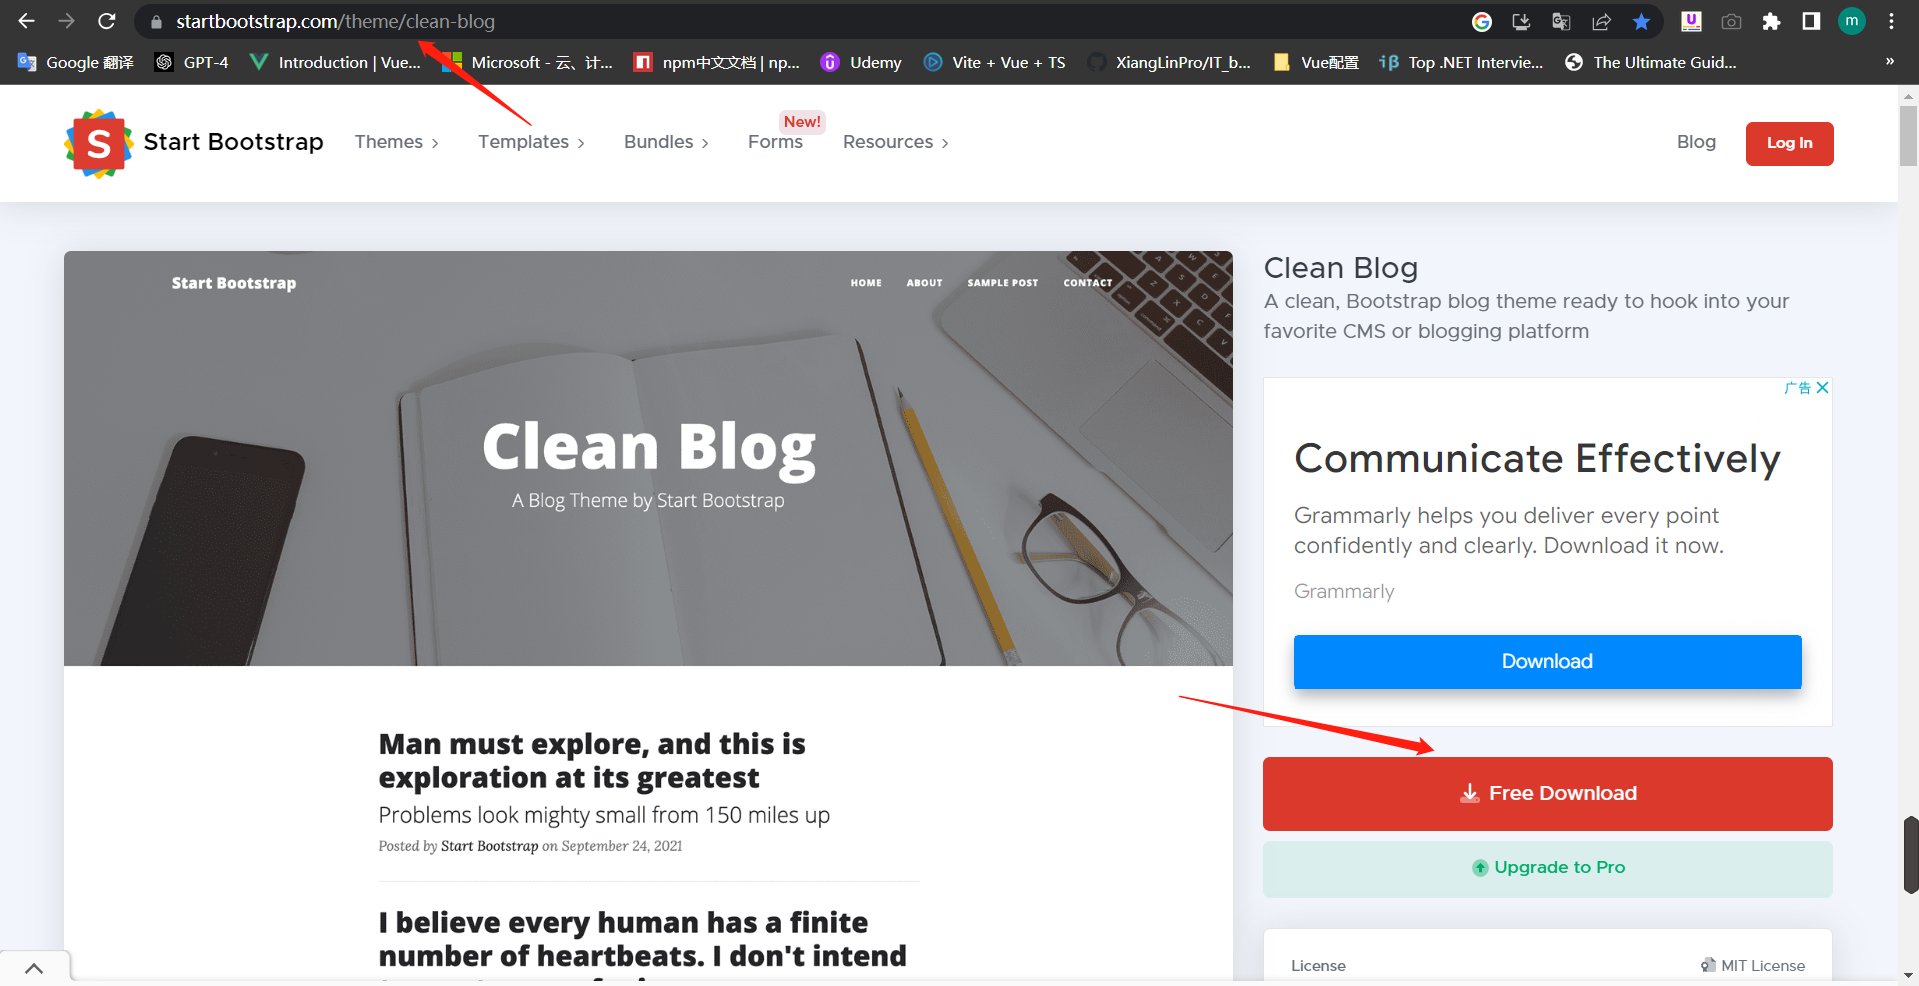 startbootstrap.com/theme/clean-blog
m
Google 翻译
GPT-4
Introduction | Vue...
Microsoft - 云、计...
npm中文文档 | np...
Udemy
Vite + Vue + TS
XiangLinPro/IT_b...
Vue配置
Top .NET Intervie...
The Ultimate Guid...
»
S
Start Bootstrap
Themes
Templates
Bundles
New!
Forms
Resources
Blog
Log In
Start Bootstrap
HOME
ABOUT
SAMPLE POST
CONTACT
Clean Blog
A Blog Theme by Start Bootstrap
Man must explore, and this is
exploration at its greatest
Problems look mighty small from 150 miles up
Posted by Start Bootstrap on September 24, 2021
I believe every human has a finite
number of heartbeats. I don't intend
Clean Blog
A clean, Bootstrap blog theme ready to hook into your
favorite CMS or blogging platform
广告
Communicate Effectively
Grammarly helps you deliver every point
confidently and clearly. Download it now.
Grammarly
Download
Free Download
Upgrade to Pro
License
MIT License